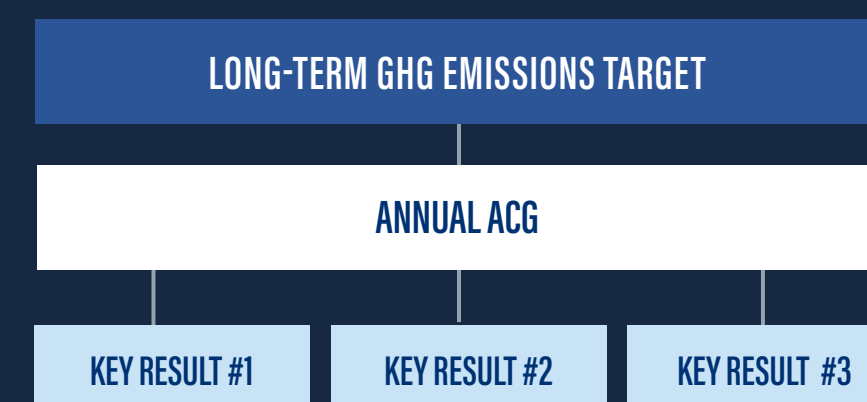 LONG-TERM GHG EMISSIONS TARGET
ANNUAL ACG
KEY RESULT #1
KEY RESULT #2
KEY RESULT #3